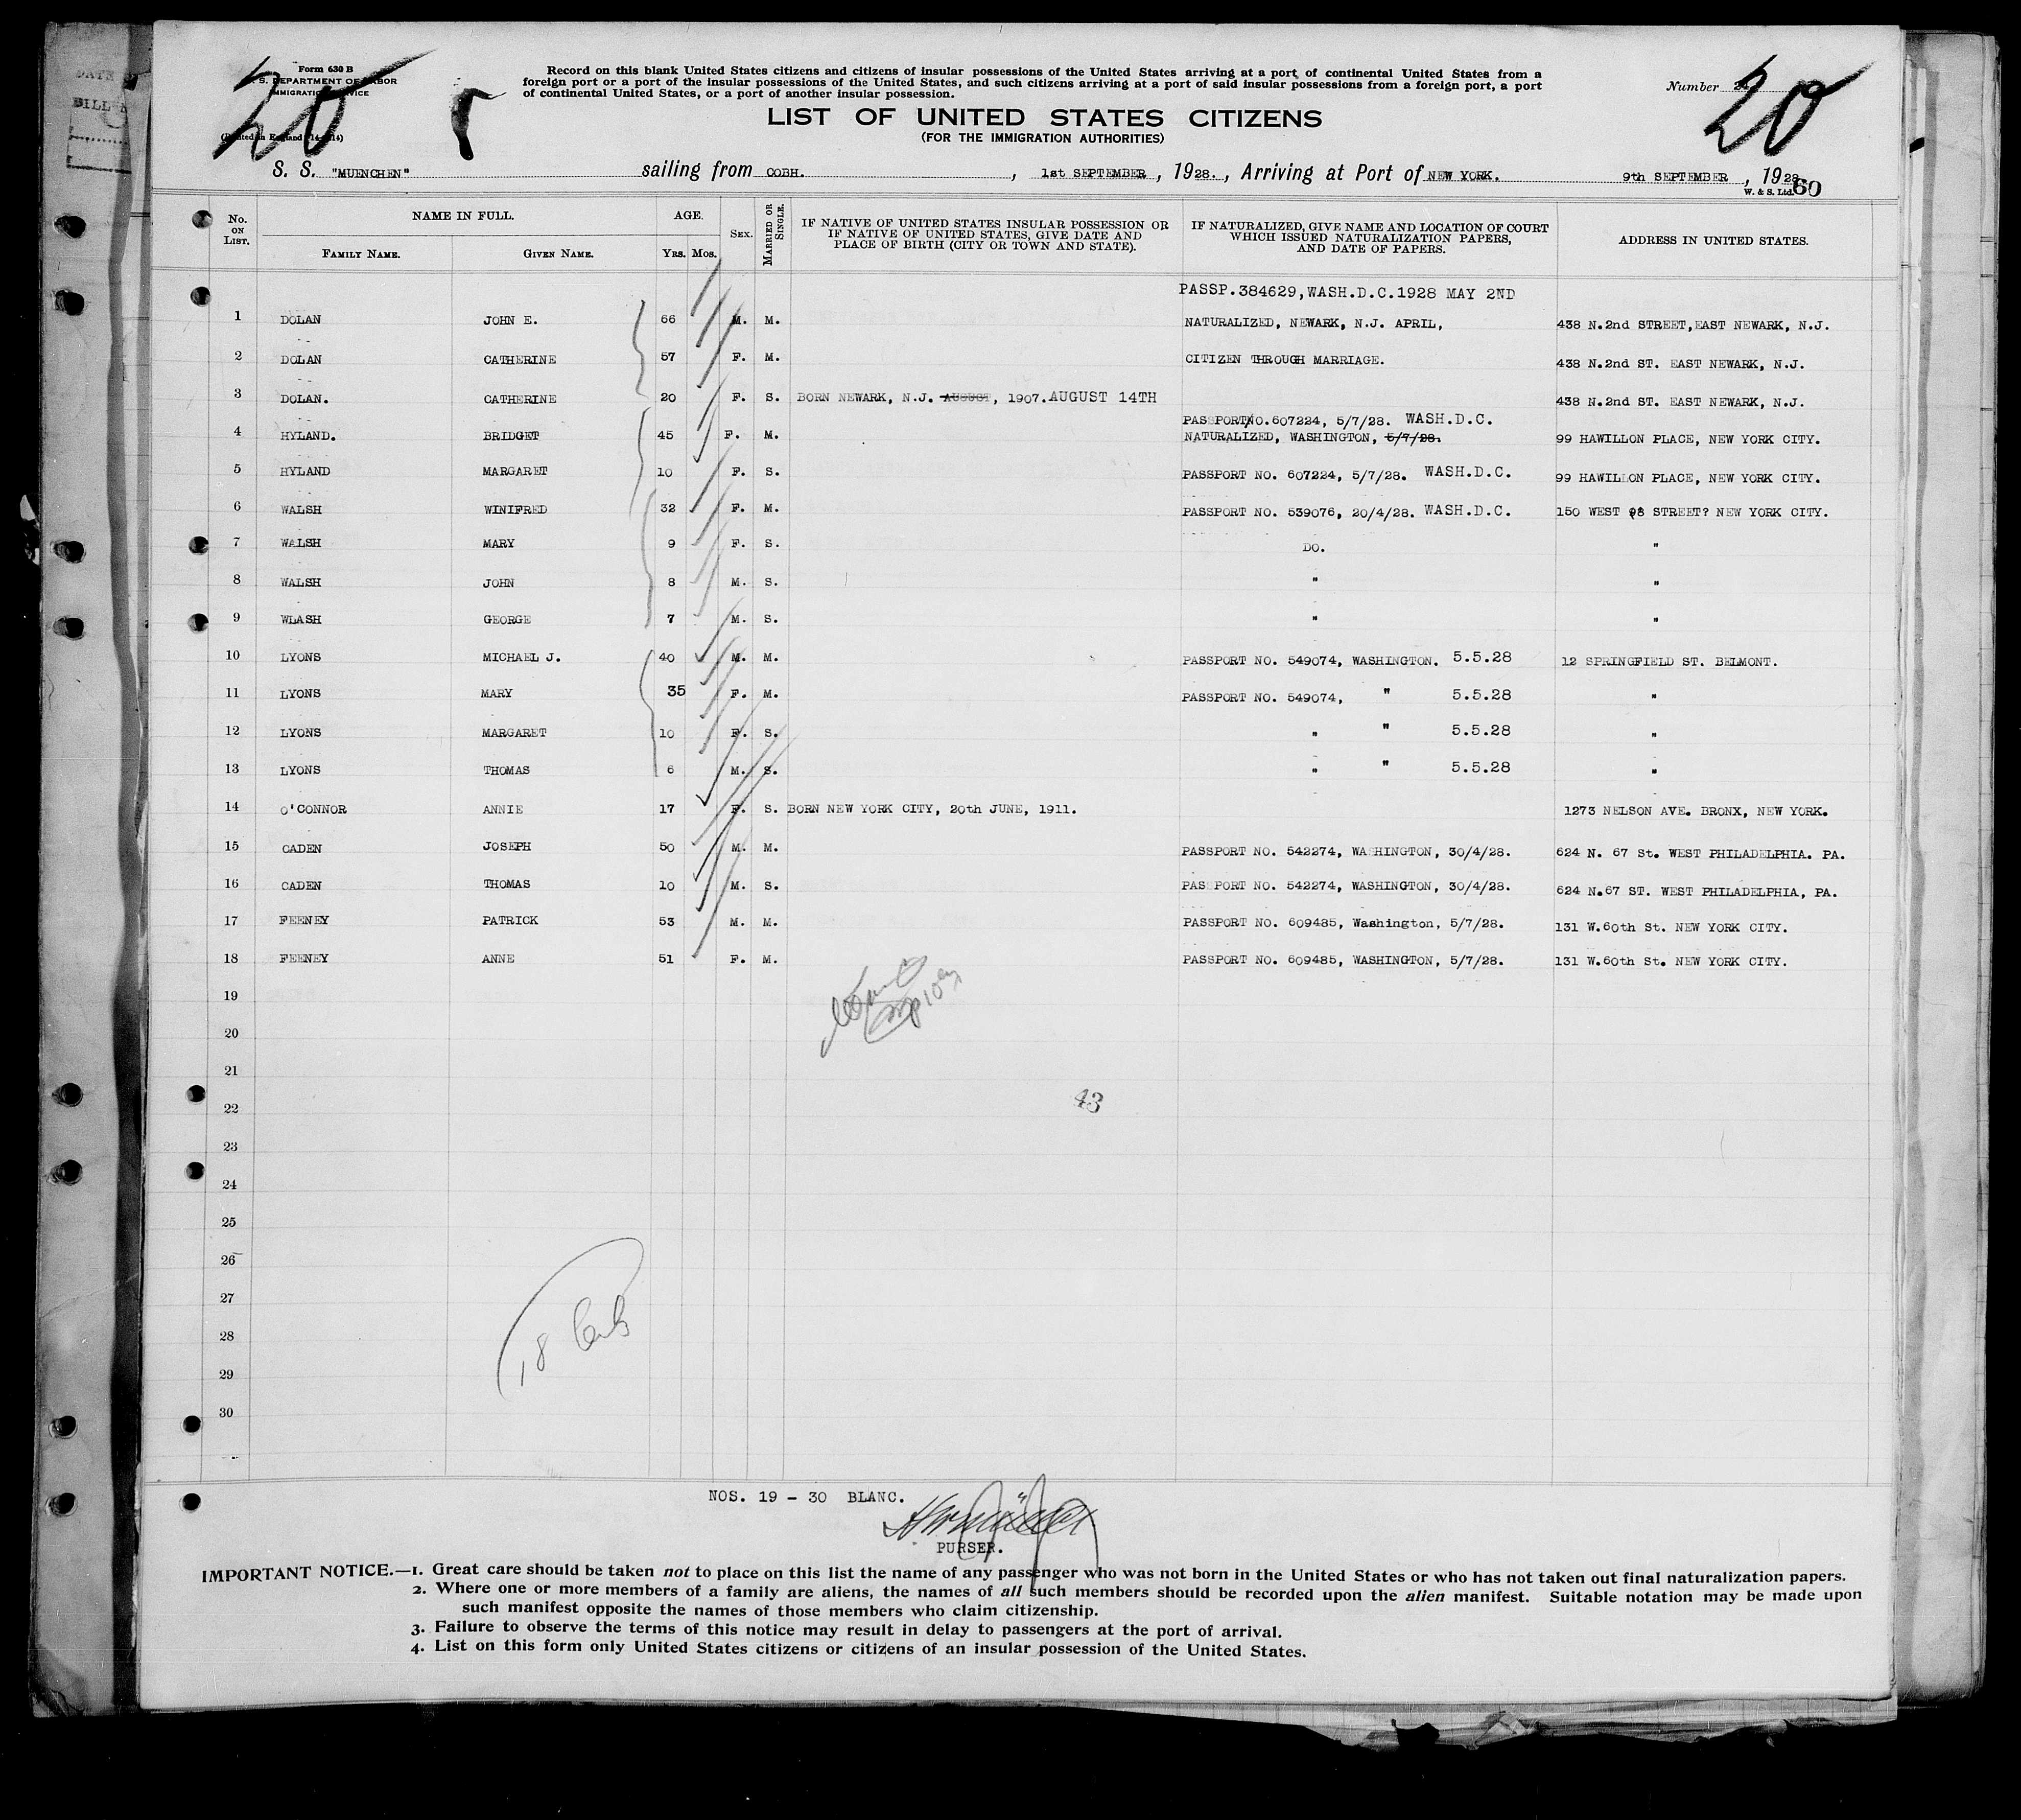 Form 630 B
S. DEPARTMENT OF LABOR
IMMIGRATION SERVICE
(Printed in England
20
Record on this blank United States citizens and citizens of insular possessions of the United States arriving at a port of continental United States from a
foreign port or a port of the insular possessions of the United States, and such citizens arriving at a port of said insular possessions from a foreign port, a port
of continental United States, or a port of another insular possession.
Number
20
LIST OF UNITED STATES CITIZENS
(FOR THE IMMIGRATION AUTHORITIES)
S. S. "MUENCHEN" sailing from COBH. , 1st SEPTEMBER , 1928. , Arriving at Port of NEW YORK. 9th SEPTEMBER , 1928
W. & S. Ltd. 60
No. ON LIST. NAME IN FULL. AGE. SEX. MARRIED OR SINGLE. IF NATIVE OF UNITED STATES INSULAR POSSESSION OR IF NATIVE OF UNITED STATES, GIVE DATE AND PLACE OF BIRTH (CITY OR TOWN AND STATE). IF NATURALIZED, GIVE NAME AND LOCATION OF COURT WHICH ISSUED NATURALIZATION PAPERS, AND DATE OF PAPERS. ADDRESS IN UNITED STATES.
FAMILY NAME. GIVEN NAME. YRS. MOS.
PASSP.384629,WASH.D.C.1928 MAY 2ND
1 DOLAN JOHN E. 66 M. M. NATURALIZED, NEWARK, N.J. APRIL, 438 N.2nd STREET,EAST NEWARK, N.J.
2 DOLAN CATHERINE 57 F. M. CITIZEN THROUGH MARRIAGE. 438 N.2nd ST. EAST NEWARK, N.J.
3 DOLAN. CATHERINE 20 F. S. BORN NEWARK, N.J. AUGUST, 1907.AUGUST 14TH 438 N.2nd ST. EAST NEWARK, N.J.
PASSPORT NO.607224, 5/7/28. WASH.D.C.
4 HYLAND. BRIDGET 45 F. M. NATURALIZED, WASHINGTON, 5/7/28. 99 HAWILLON PLACE, NEW YORK CITY.
5 HYLAND MARGARET 10 F. S. PASSPORT NO. 607224, 5/7/28. WASH.D.C. 99 HAWILLON PLACE, NEW YORK CITY.
6 WALSH WINIFRED 32 F. M. PASSPORT NO. 539076, 20/4/28. WASH.D.C. 150 WEST 98 STREET? NEW YORK CITY.
7 WALSH MARY 9 F. S. DO. "
8 WALSH JOHN 8 M. S. " "
9 WLASH GEORGE 7 M. S. " "
10 LYONS MICHAEL J. 40 M. M. PASSPORT NO. 549074, WASHINGTON. 5.5.28 12 SPRINGFIELD ST. BELMONT.
11 LYONS MARY 35 F. M. PASSPORT NO. 549074, " 5.5.28 "
12 LYONS MARGARET 10 F. S. " " 5.5.28 "
13 LYONS THOMAS 6 M. S. " " 5.5.28 "
14 O'CONNOR ANNIE 17 F. S. BORN NEW YORK CITY, 20th JUNE, 1911. 1273 NELSON AVE. BRONX, NEW YORK.
15 CADEN JOSEPH 50 M. M. PASSPORT NO. 542274, WASHINGTON, 30/4/28. 624 N. 67 St. WEST PHILADELPHIA. PA.
16 CADEN THOMAS 10 M. S. PASSPORT NO. 542274, WASHINGTON, 30/4/28. 624 N.67 ST. WEST PHILADELPHIA, PA.
17 FEENEY PATRICK 53 M. M. PASSPORT NO. 609485, Washington, 5/7/28. 131 W.60th St. NEW YORK CITY.
18 FEENEY ANNE 51 F. M. PASSPORT NO. 609485, WASHINGTON, 5/7/28. 131 W.60th St. NEW YORK CITY.
19
20
21
22
43
23
24
25
26
27
28
18
29
30
NOS. 19 - 30 BLANC.
PURSER.
IMPORTANT NOTICE.—1. Great care should be taken not to place on this list the name of any passenger who was not born in the United States or who has not taken out final naturalization papers.
2. Where one or more members of a family are aliens, the names of all such members should be recorded upon the alien manifest. Suitable notation may be made upon
such manifest opposite the names of those members who claim citizenship.
3. Failure to observe the terms of this notice may result in delay to passengers at the port of arrival.
4. List on this form only United States citizens or citizens of an insular possession of the United States.